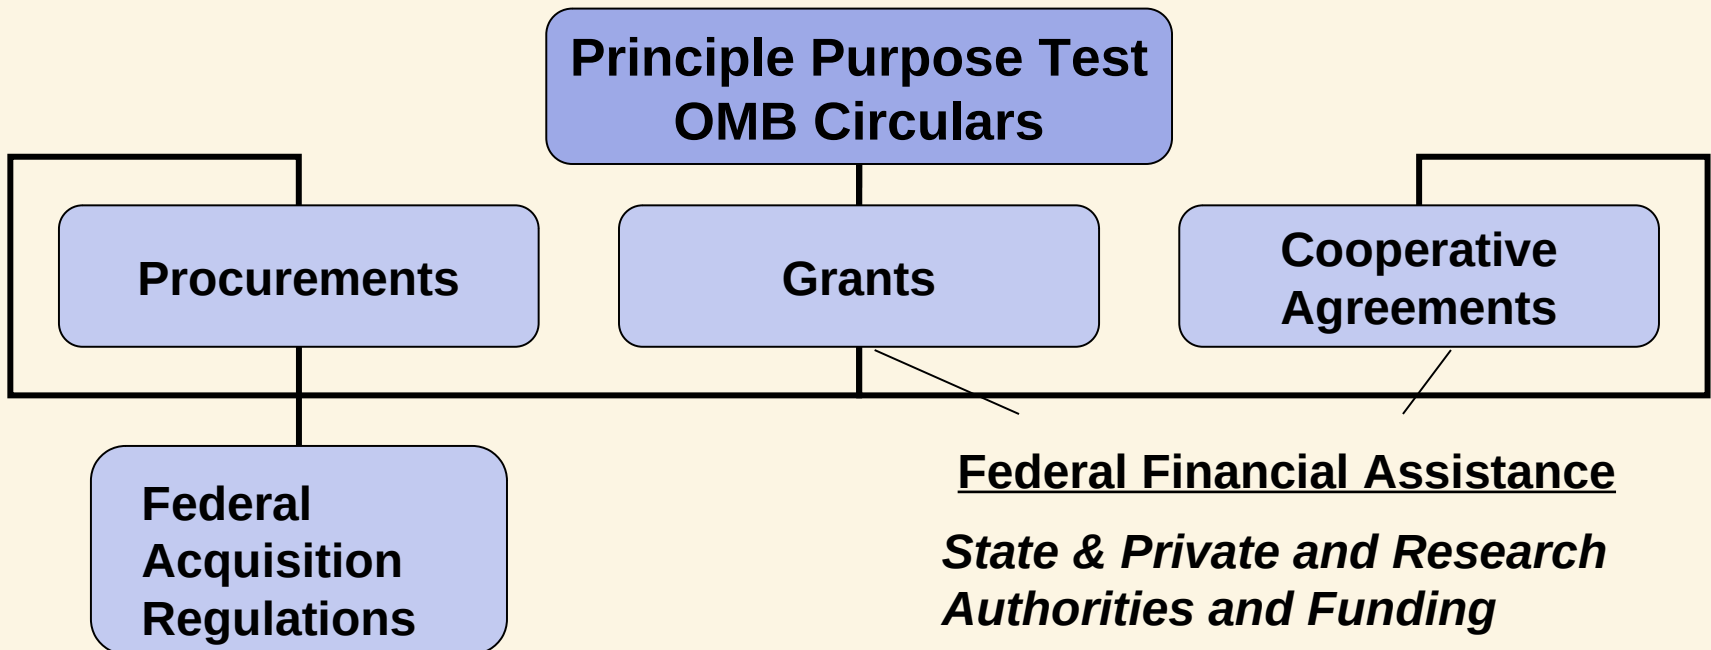 Principle Purpose Test
OMB Circulars
Procurements
Grants
Cooperative
Agreements
Federal
Acquisition
Regulations
Federal Financial Assistance
State & Private and Research
Authorities and Funding